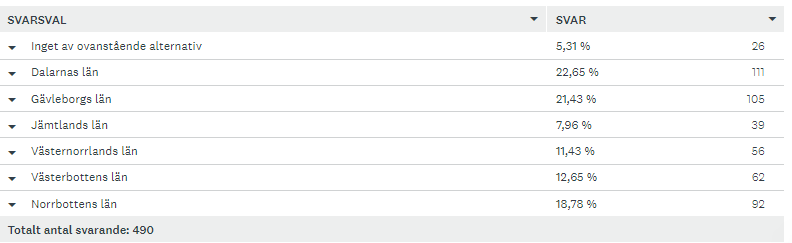 SVARSVAL SVAR
Inget av ovanstående alternativ 5,31 % 26
Dalarnas län 22,65 % 111
Gävleborgs län 21,43 % 105
Jämtlands län 7,96 % 39
Västernorrlands län 11,43 % 56
Västerbottens län 12,65 % 62
Norrbottens län 18,78 % 92
Totalt antal svarande: 490